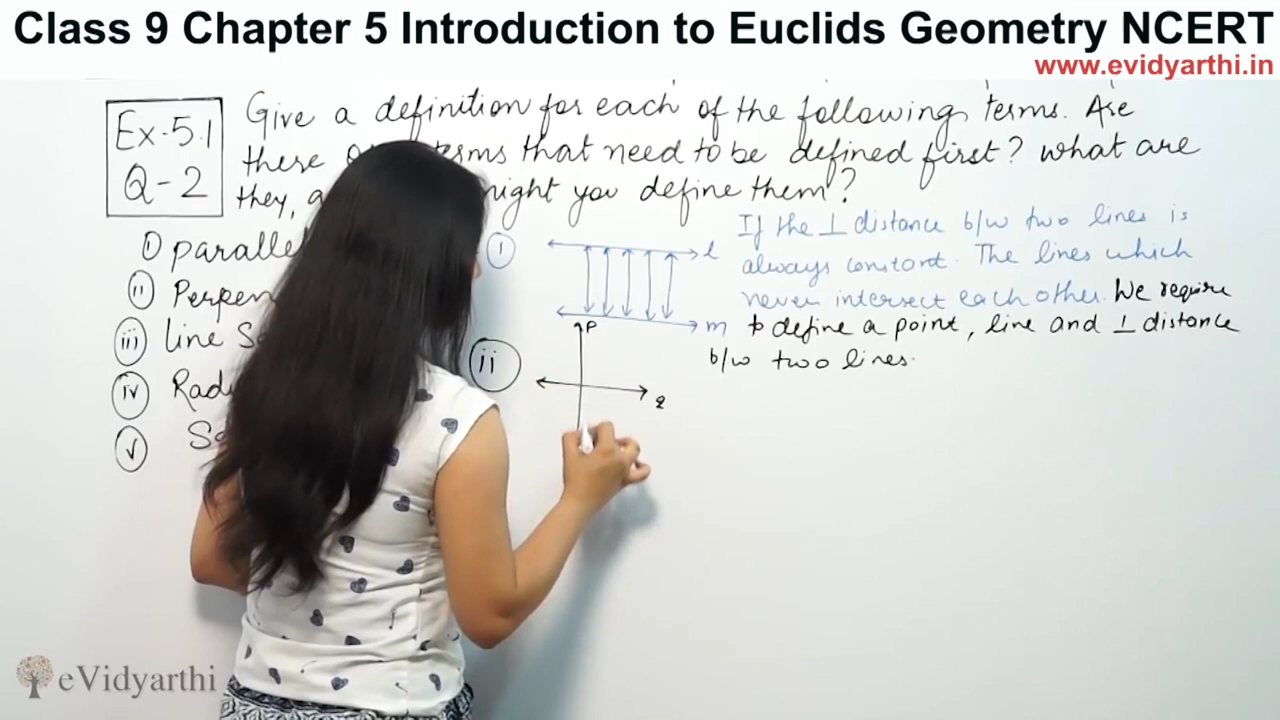 Class 9 Chapter 5 Introduction to Euclids Geometry NCERT
www.evidyarthi.in
Ex-5.1
Q-2
Give a definition for each of the following terms. Are
there terms that need to be defined first? what are
they, might you define them?
i parallel
ii Perpen
iii Line Se
iv Radi
v
i
l
m
If the ⊥ distance b/w two lines is
always constant. The lines which
never intersect each other. We require
to define a point, line and ⊥ distance
b/w two lines.
ii
P
q
eVidyarthi